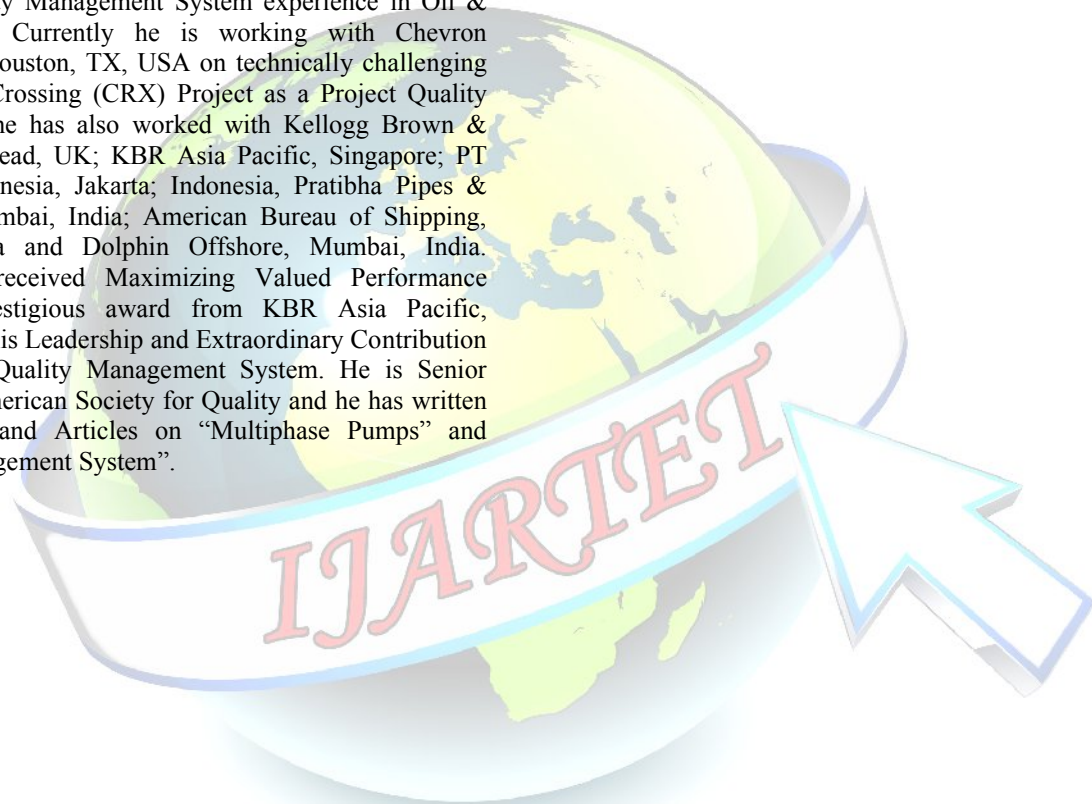 y Management System experience in Oil &
Currently he is working with Chevron
ouston, TX, USA on technically challenging
Crossing (CRX) Project as a Project Quality
he has also worked with Kellogg Brown &
ead, UK; KBR Asia Pacific, Singapore; PT
nesia, Jakarta; Indonesia, Pratibha Pipes &
mbai, India; American Bureau of Shipping,
a and Dolphin Offshore, Mumbai, India.
received Maximizing Valued Performance
estigious award from KBR Asia Pacific,
is Leadership and Extraordinary Contribution
Quality Management System. He is Senior
merican Society for Quality and he has written
and Articles on “Multiphase Pumps” and
gement System”.
IJARTET